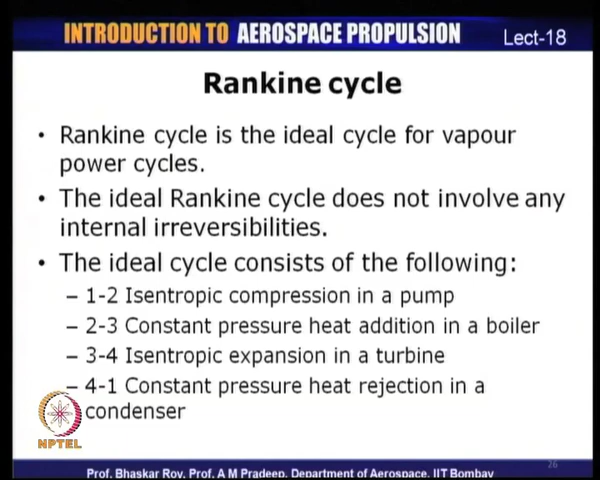 INTRODUCTION TO AEROSPACE PROPULSION
Lect-18
Rankine cycle
• Rankine cycle is the ideal cycle for vapour
power cycles.
• The ideal Rankine cycle does not involve any
internal irreversibilities.
• The ideal cycle consists of the following:
– 1-2 Isentropic compression in a pump
– 2-3 Constant pressure heat addition in a boiler
– 3-4 Isentropic expansion in a turbine
– 4-1 Constant pressure heat rejection in a
condenser
NPTEL
26
Prof. Bhaskar Roy, Prof. A M Pradeep, Department of Aerospace, IIT Bombay